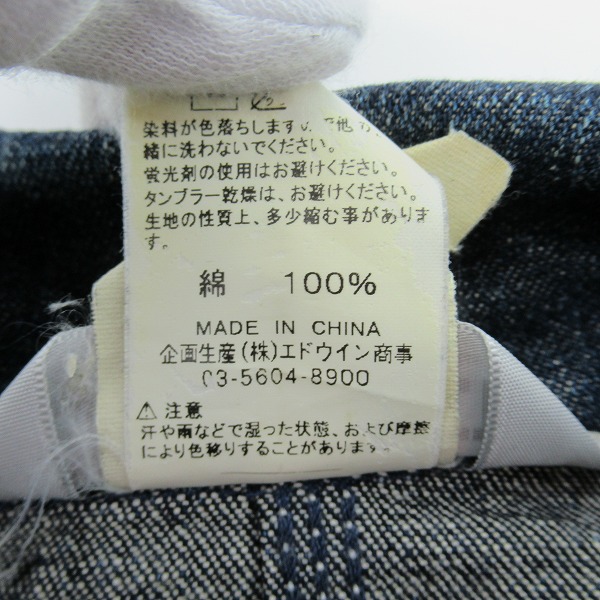 染料が色落ちしますの 他
緒に洗わないでください。
蛍光剤の使用はお避けください。
タンブラー乾燥は、お避けください。
生地の性質上、多少縮む事がありま
す。
綿 100%
MADE IN CHINA
企画生産(株)エドウイン商事
03-5604-8900
⚠ 注意
汗や雨などで湿った状態、および摩擦
により色移りすることがあります。